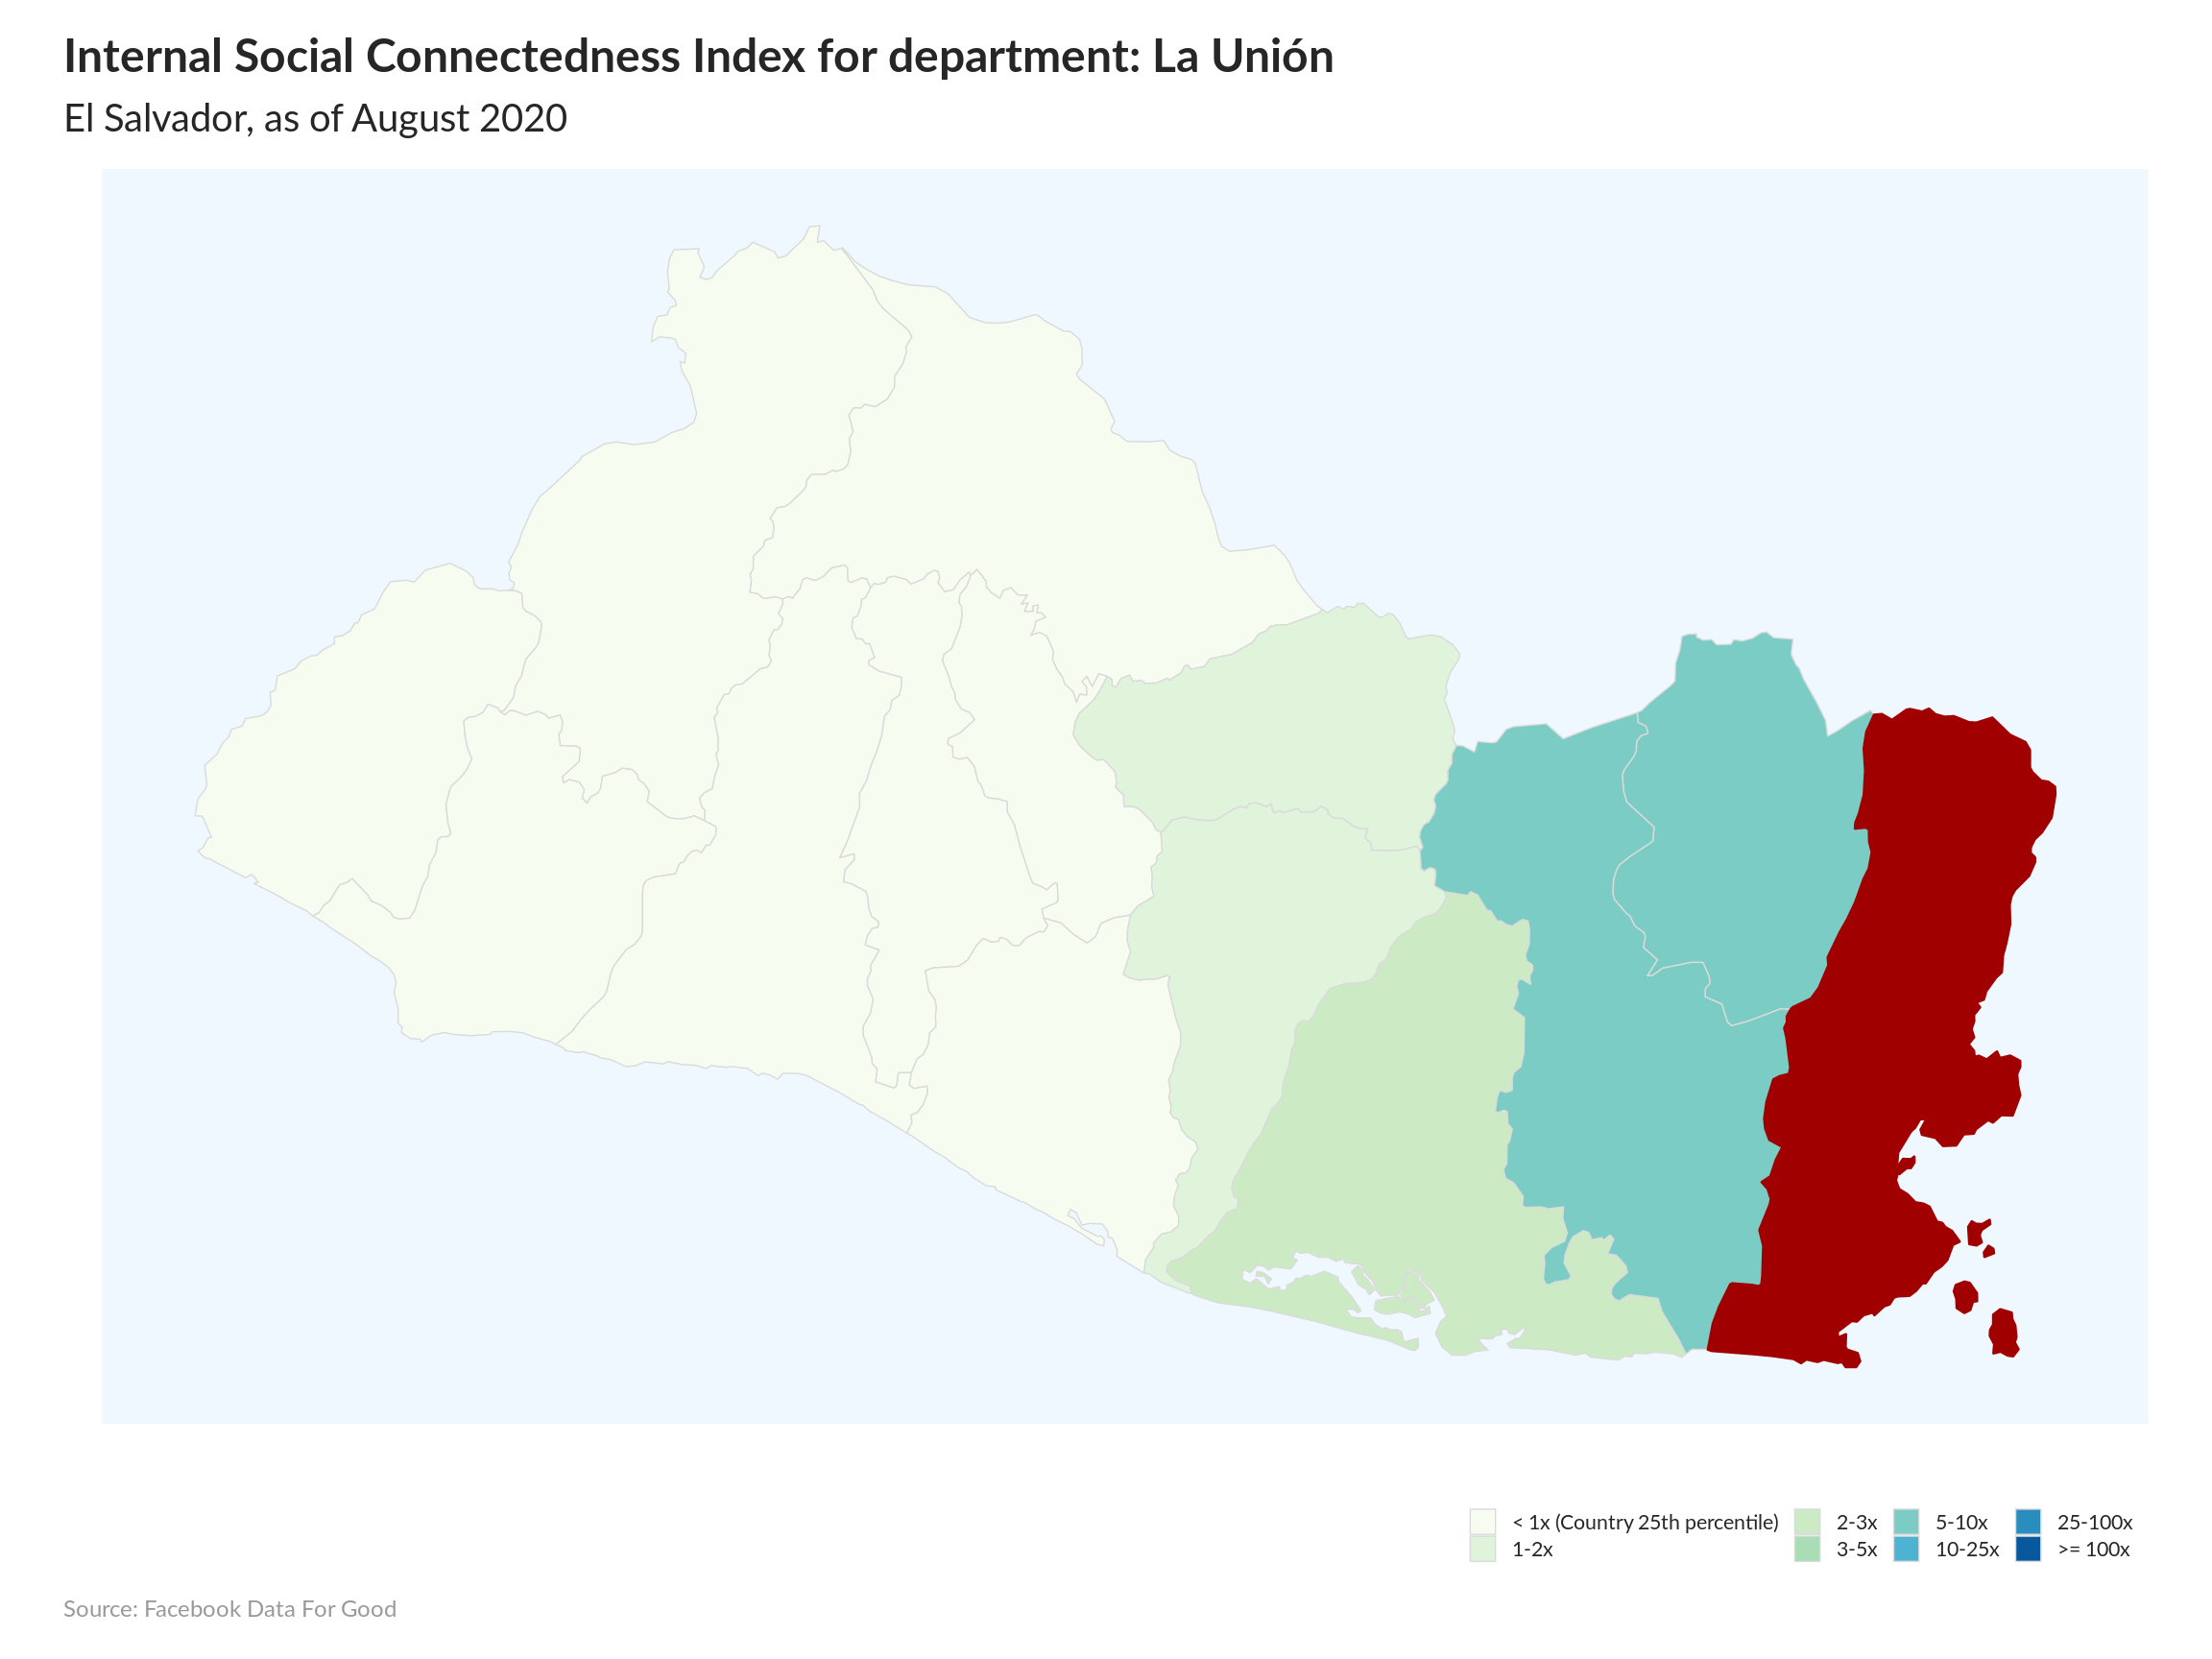 Internal Social Connectedness Index for department: La Unión
El Salvador, as of August 2020
< 1x (Country 25th percentile)
1-2x
2-3x
3-5x
5-10x
10-25x
25-100x
>= 100x
Source: Facebook Data For Good